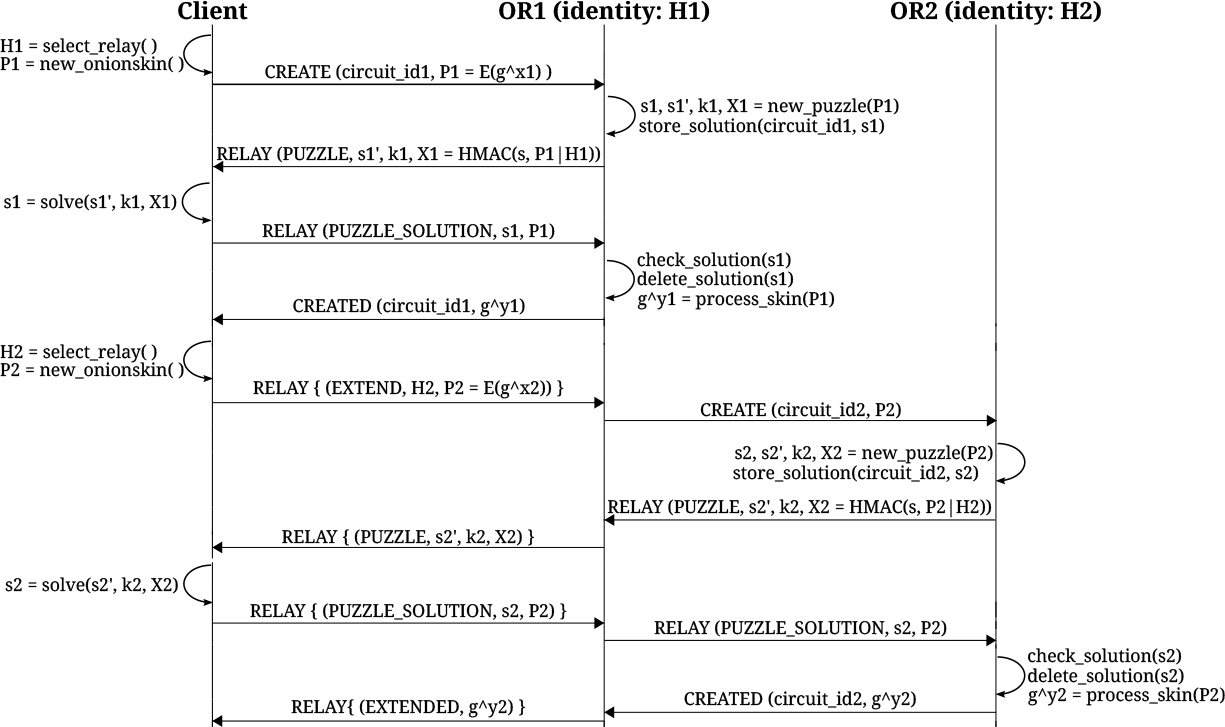 Client
OR1 (identity: H1)
OR2 (identity: H2)
H1 = select_relay( )
P1 = new_onionskin( )
CREATE (circuit_id1, P1 = E(g^x1) )
s1, s1', k1, X1 = new_puzzle(P1)
store_solution(circuit_id1, s1)
RELAY (PUZZLE, s1', k1, X1 = HMAC(s, P1|H1))
s1 = solve(s1', k1, X1)
RELAY (PUZZLE_SOLUTION, s1, P1)
check_solution(s1)
delete_solution(s1)
g^y1 = process_skin(P1)
CREATED (circuit_id1, g^y1)
H2 = select_relay( )
P2 = new_onionskin( )
RELAY { (EXTEND, H2, P2 = E(g^x2)) }
CREATE (circuit_id2, P2)
s2, s2', k2, X2 = new_puzzle(P2)
store_solution(circuit_id2, s2)
RELAY (PUZZLE, s2', k2, X2 = HMAC(s, P2|H2))
RELAY { (PUZZLE, s2', k2, X2) }
s2 = solve(s2', k2, X2)
RELAY { (PUZZLE_SOLUTION, s2, P2) }
RELAY (PUZZLE_SOLUTION, s2, P2)
check_solution(s2)
delete_solution(s2)
g^y2 = process_skin(P2)
CREATED (circuit_id2, g^y2)
RELAY{ (EXTENDED, g^y2) }